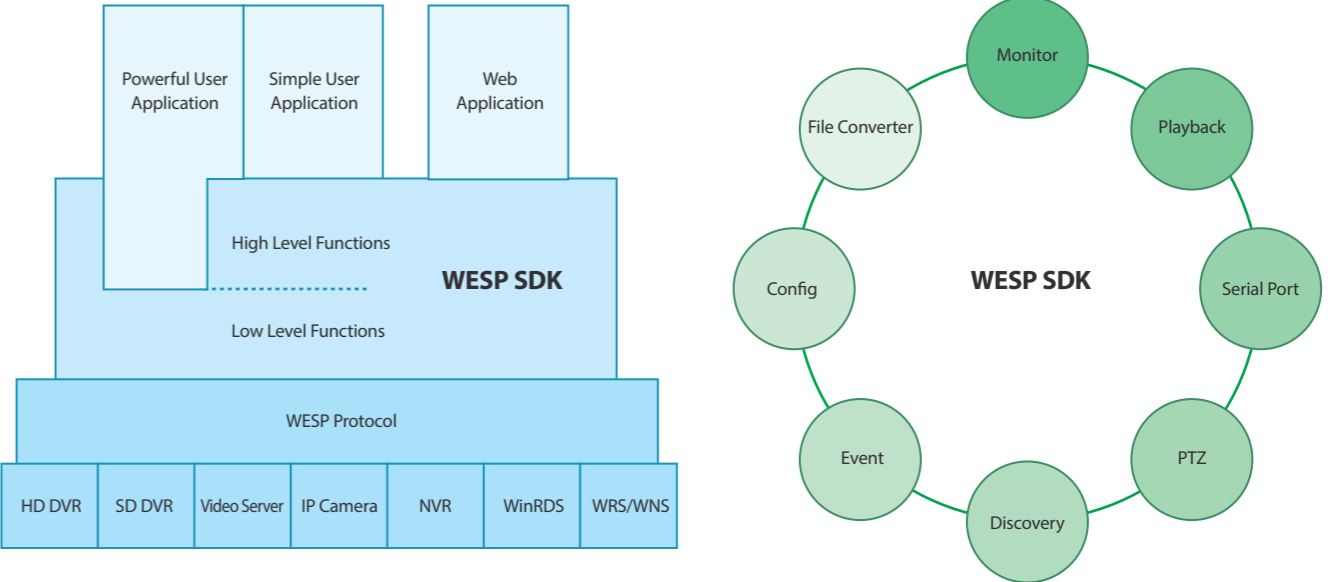 Powerful User
Application
Simple User
Application
Web
Application
High Level Functions
WESP SDK
Low Level Functions
WESP Protocol
HD DVR
SD DVR
Video Server
IP Camera
NVR
WinRDS
WRS/WNS
Monitor
File Converter
Playback
Config
WESP SDK
Serial Port
Event
PTZ
Discovery